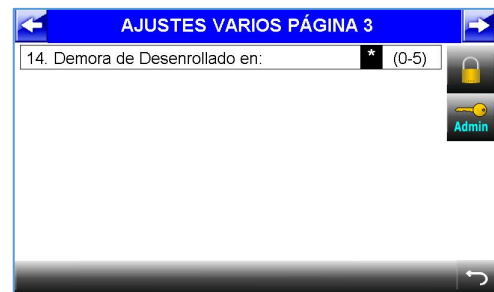 AJUSTES VARIOS PÁGINA 3
14. Demora de Desenrollado en: * (0-5)
Admin